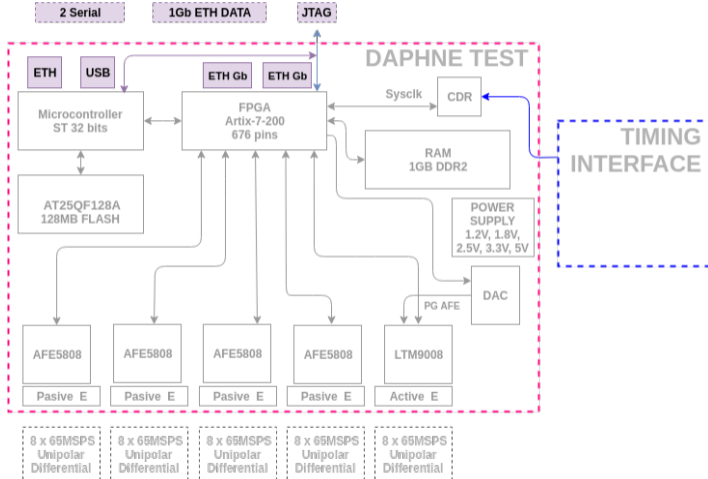 2 Serial
1Gb ETH DATA
JTAG
DAPHNE TEST
ETH
USB
ETH Gb
ETH Gb
Microcontroller
ST 32 bits
FPGA
Artix-7-200
676 pins
Sysclk
CDR
TIMING
INTERFACE
RAM
1GB DDR2
AT25QF128A
128MB FLASH
POWER
SUPPLY
1.2V, 1.8V,
2.5V, 3.3V, 5V
DAC
PG AFE
AFE5808
AFE5808
AFE5808
AFE5808
LTM9008
Pasive E
Pasive E
Pasive E
Pasive E
Active E
8 x 65MSPS
Unipolar
Differential
8 x 65MSPS
Unipolar
Differential
8 x 65MSPS
Unipolar
Differential
8 x 65MSPS
Unipolar
Differential
8 x 65MSPS
Unipolar
Differential